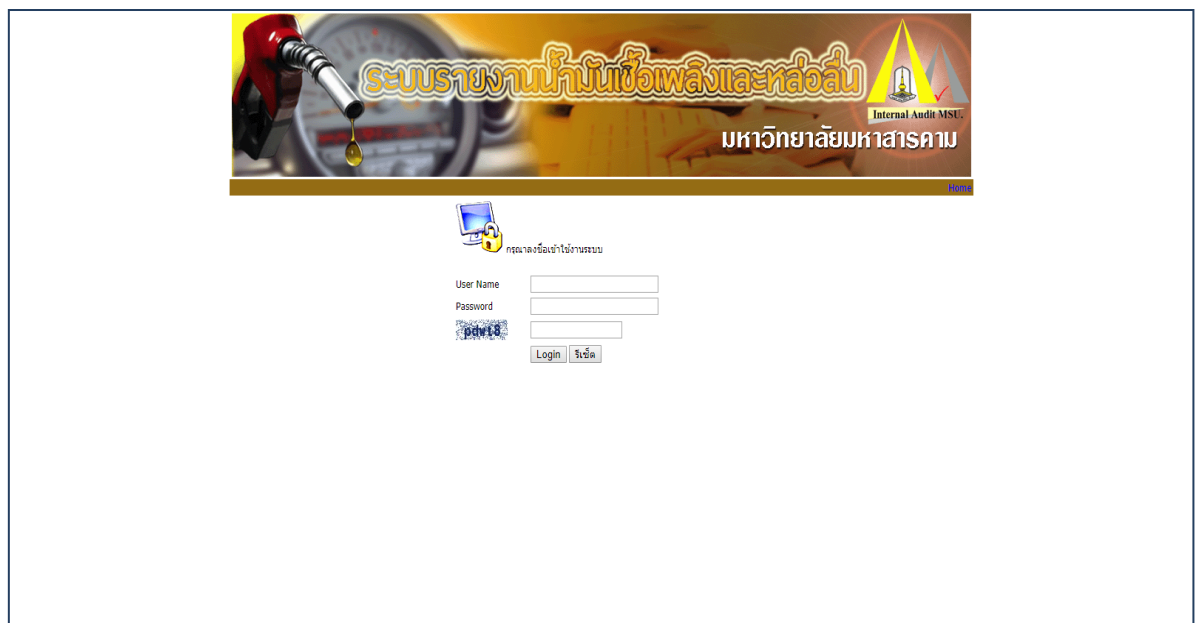 ระบบรายงานน้ำมันเชื้อเพลิงและหล่อลื่น
Internal Audit MSU.
มหาวิทยาลัยมหาสารคาม
Home
กรุณาลงชื่อเข้าใช้งานระบบ
User Name
Password
pdwt8
Login รีเซ็ต